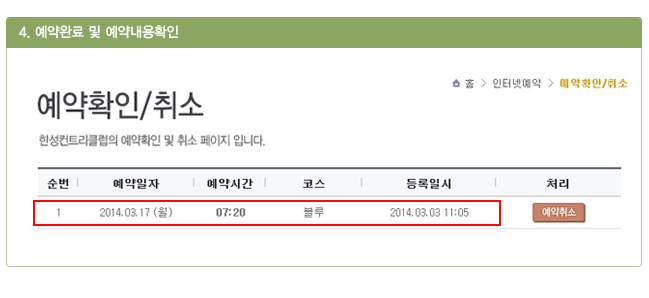 4. 예약완료 및 예약내용확인
홈 > 인터넷예약 > 예약확인/취소
예약확인/취소
한성컨트리클럽의 예약확인 및 취소 페이지 입니다.
순번 예약일자 예약시간 코스 등록일시 처리
1 2014.03.17 (월) 07:20 블루 2014.03.03 11:05 예약취소